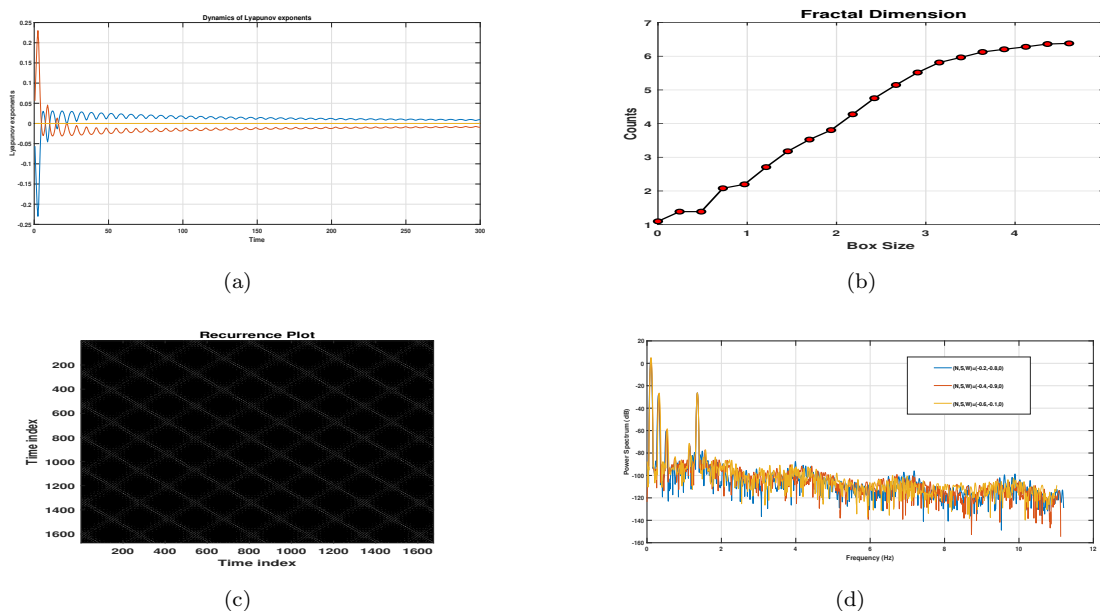 Dynamics of Lyapunov exponents
Lyapunov exponents
0.25
0.2
0.15
0.1
0.05
0
-0.05
-0.1
-0.15
-0.2
-0.25
0 50 100 150 200 250 300
Time
(a)
Fractal Dimension
Counts
7
6
5
4
3
2
1
0 1 2 3 4
Box Size
(b)
Recurrence Plot
Time index
200
400
600
800
1000
1200
1400
1600
200 400 600 800 1000 1200 1400 1600
Time index
(c)
Power Spectrum (dB)
20
0
-20
-40
-60
-80
-100
-120
-140
-160
(N,S,W)=(-0.2,-0.8,0)
(N,S,W)=(-0.4,-0.9,0)
(N,S,W)=(-0.6,-0.1,0)
0 2 4 6 8 10 12
Frequency (Hz)
(d)